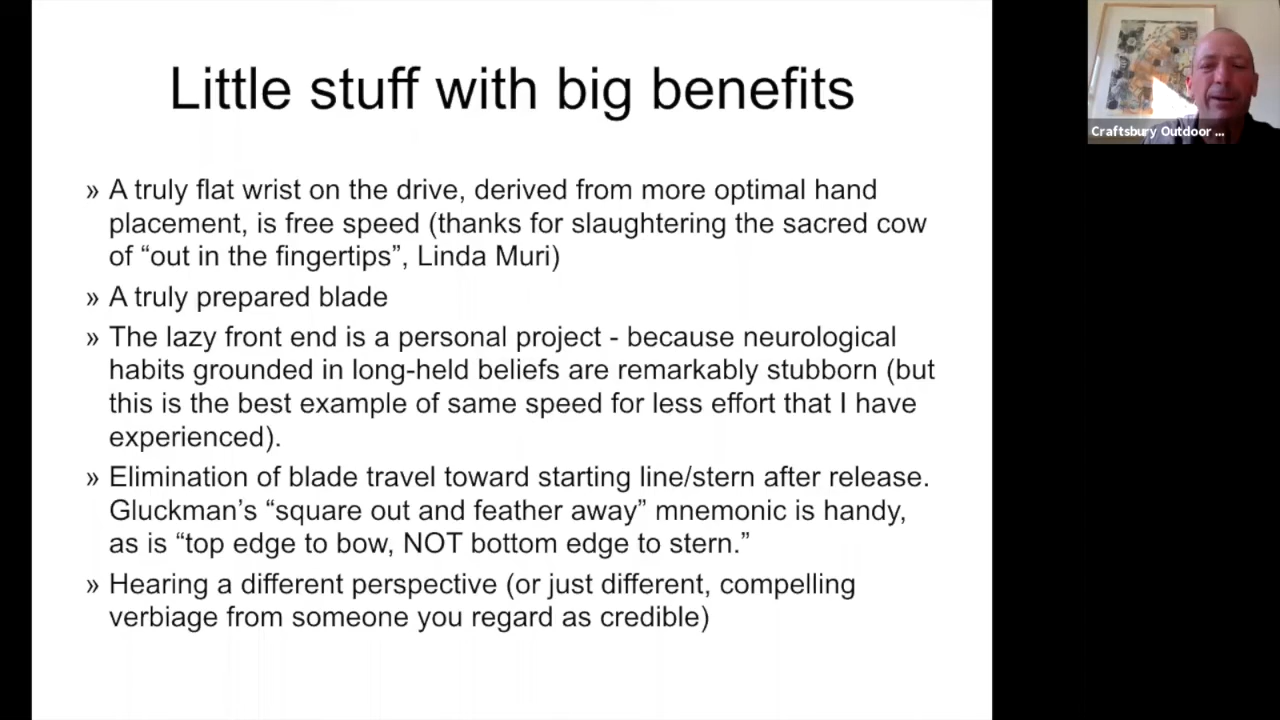 Little stuff with big benefits
» A truly flat wrist on the drive, derived from more optimal hand
placement, is free speed (thanks for slaughtering the sacred cow
of “out in the fingertips”, Linda Muri)
» A truly prepared blade
» The lazy front end is a personal project - because neurological
habits grounded in long-held beliefs are remarkably stubborn (but
this is the best example of same speed for less effort that I have
experienced).
» Elimination of blade travel toward starting line/stern after release.
Gluckman’s “square out and feather away” mnemonic is handy,
as is “top edge to bow, NOT bottom edge to stern.”
» Hearing a different perspective (or just different, compelling
verbiage from someone you regard as credible)
Craftsbury Outdoor ...